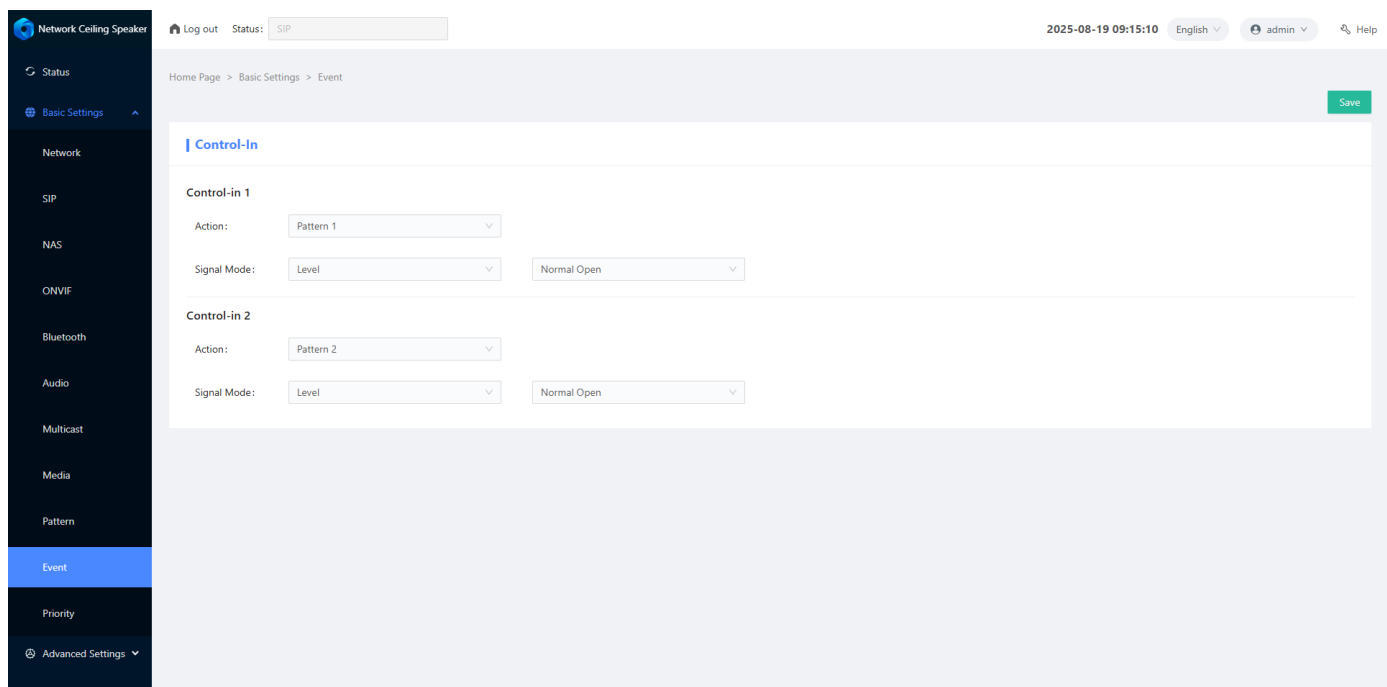 Network Ceiling Speaker
Log out Status: SIP 2025-08-19 09:15:10 English admin Help
Status
Basic Settings
Network
SIP
NAS
ONVIF
Bluetooth
Audio
Multicast
Media
Pattern
Event
Priority
Advanced Settings
Home Page > Basic Settings > Event
Save
Control-In
Control-in 1
Action: Pattern 1
Signal Mode: Level Normal Open
Control-in 2
Action: Pattern 2
Signal Mode: Level Normal Open